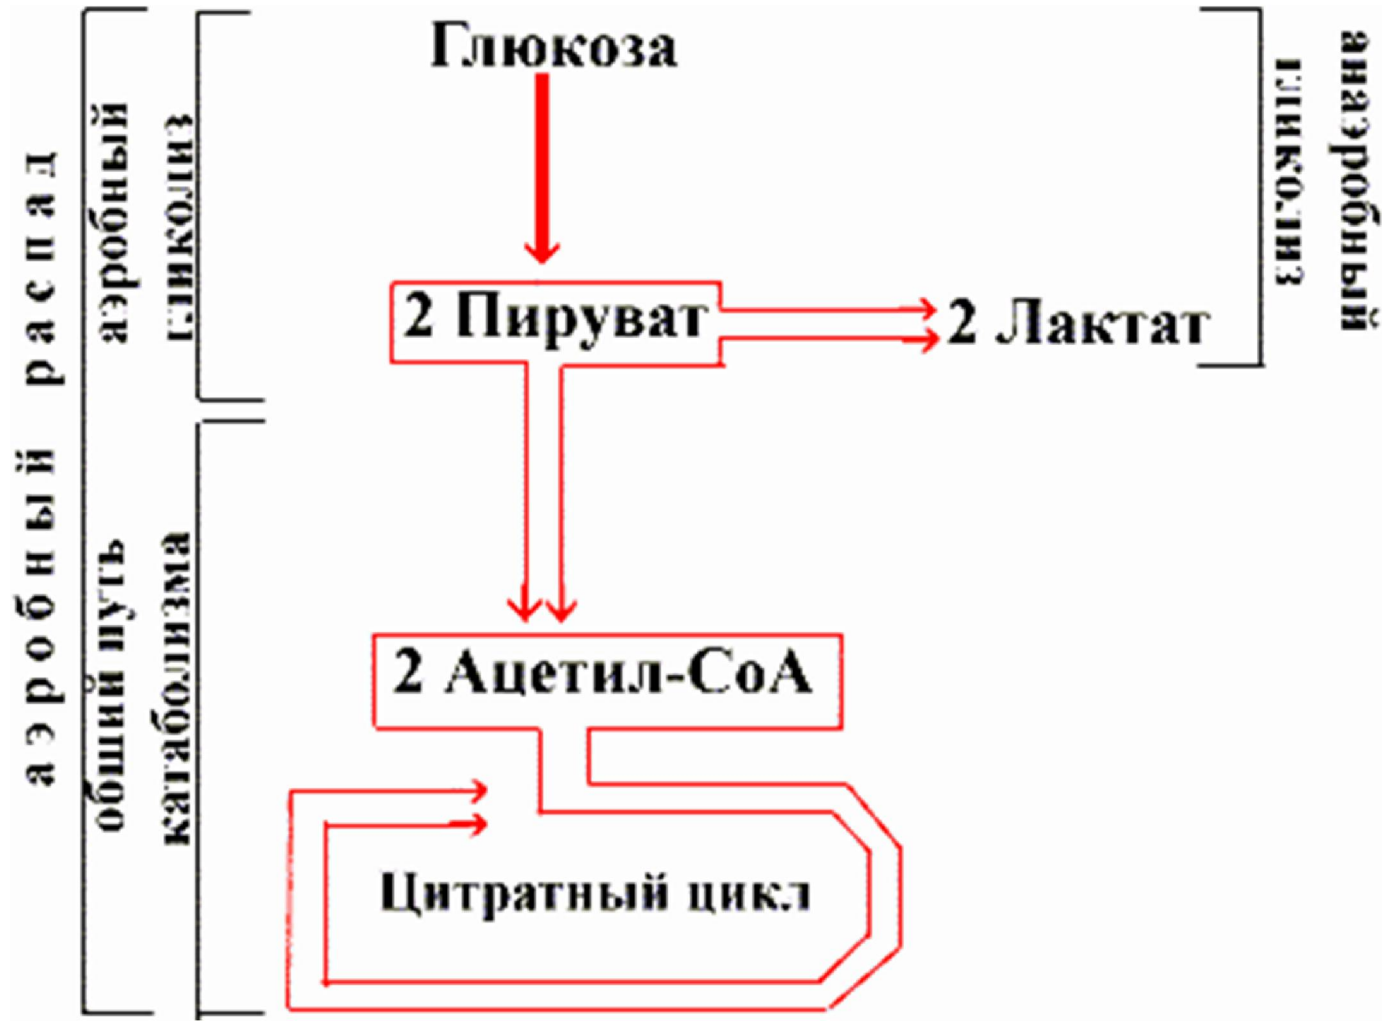 Глюкоза
2 Пируват
2 Лактат
2 Ацетил-СоА
Цитратный цикл
аэробный распад
аэробный
гликолиз
общий путь
катаболизма
анаэробный
гликолиз